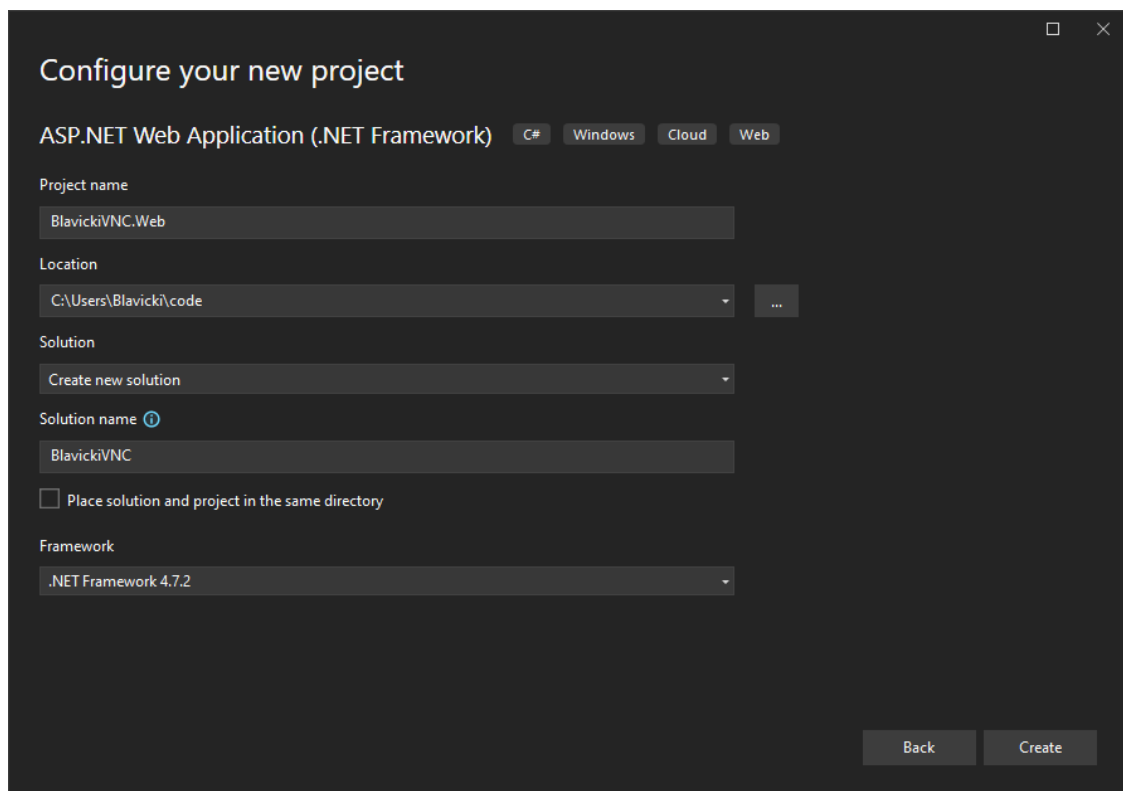 Configure your new project
ASP.NET Web Application (.NET Framework) C# Windows Cloud Web
Project name
BlavickiVNC.Web
Location
C:\Users\Blavicki\code
...
Solution
Create new solution
Solution name
BlavickiVNC
Place solution and project in the same directory
Framework
.NET Framework 4.7.2
Back Create